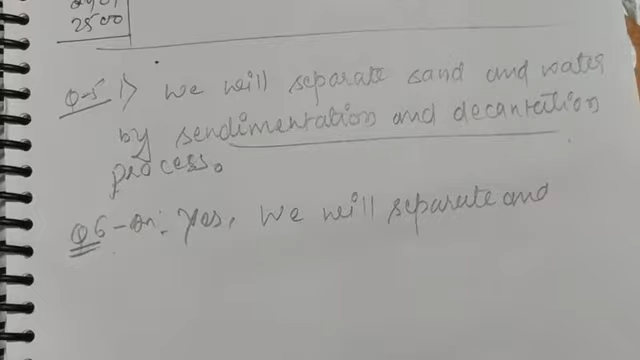 2500
Q-5 1) We will separate sand and water
by sendimentation and decantation
process.
Q6-An: Yes, We will separate and